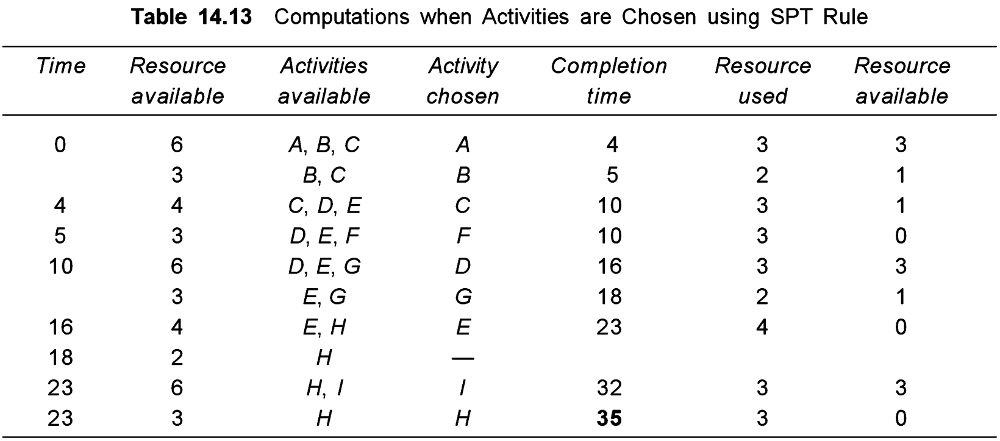 Table 14.13 Computations when Activities are Chosen using SPT Rule
Time Resource Activities Activity Completion Resource Resource
available available chosen time used available
0 6 A, B, C A 4 3 3
3 B, C B 5 2 1
4 4 C, D, E C 10 3 1
5 3 D, E, F F 10 3 0
10 6 D, E, G D 16 3 3
3 E, G G 18 2 1
16 4 E, H E 23 4 0
18 2 H —
23 6 H, I I 32 3 3
23 3 H H 35 3 0